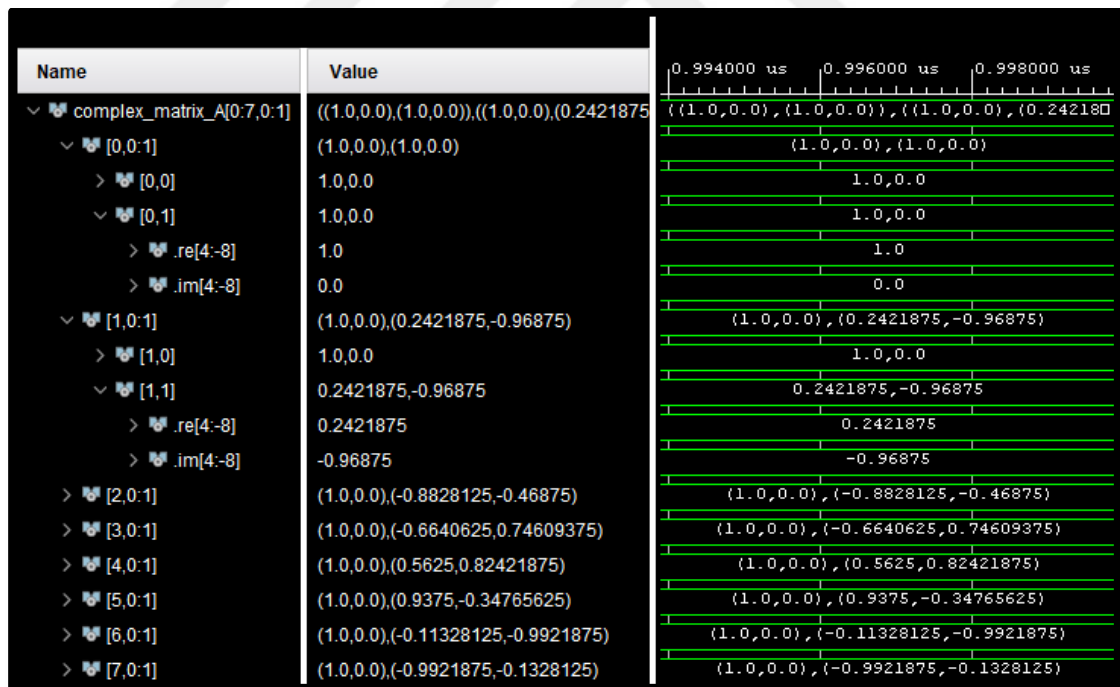 Name Value 0.994000 us 0.996000 us 0.998000 us
complex_matrix_A[0:7,0:1] ((1.0,0.0),(1.0,0.0)),((1.0,0.0),(0.2421875 ((1.0,0.0),(1.0,0.0)),((1.0,0.0),(0.24218
[0,0:1] (1.0,0.0),(1.0,0.0) (1.0,0.0),(1.0,0.0)
[0,0] 1.0,0.0 1.0,0.0
[0,1] 1.0,0.0 1.0,0.0
.re[4:-8] 1.0 1.0
.im[4:-8] 0.0 0.0
[1,0:1] (1.0,0.0),(0.2421875,-0.96875) (1.0,0.0),(0.2421875,-0.96875)
[1,0] 1.0,0.0 1.0,0.0
[1,1] 0.2421875,-0.96875 0.2421875,-0.96875
.re[4:-8] 0.2421875 0.2421875
.im[4:-8] -0.96875 -0.96875
[2,0:1] (1.0,0.0),(-0.8828125,-0.46875) (1.0,0.0),(-0.8828125,-0.46875)
[3,0:1] (1.0,0.0),(-0.6640625,0.74609375) (1.0,0.0),(-0.6640625,0.74609375)
[4,0:1] (1.0,0.0),(0.5625,0.82421875) (1.0,0.0),(0.5625,0.82421875)
[5,0:1] (1.0,0.0),(0.9375,-0.34765625) (1.0,0.0),(0.9375,-0.34765625)
[6,0:1] (1.0,0.0),(-0.11328125,-0.9921875) (1.0,0.0),(-0.11328125,-0.9921875)
[7,0:1] (1.0,0.0),(-0.9921875,-0.1328125) (1.0,0.0),(-0.9921875,-0.1328125)